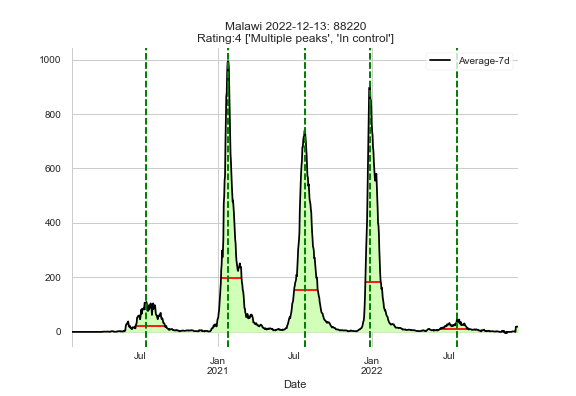 Malawi 2022-12-13: 88220
Rating:4 ['Multiple peaks', 'In control']
Average-7d
1000
800
600
400
200
0
Jul
Jan
2021
Jul
Jan
2022
Jul
Date